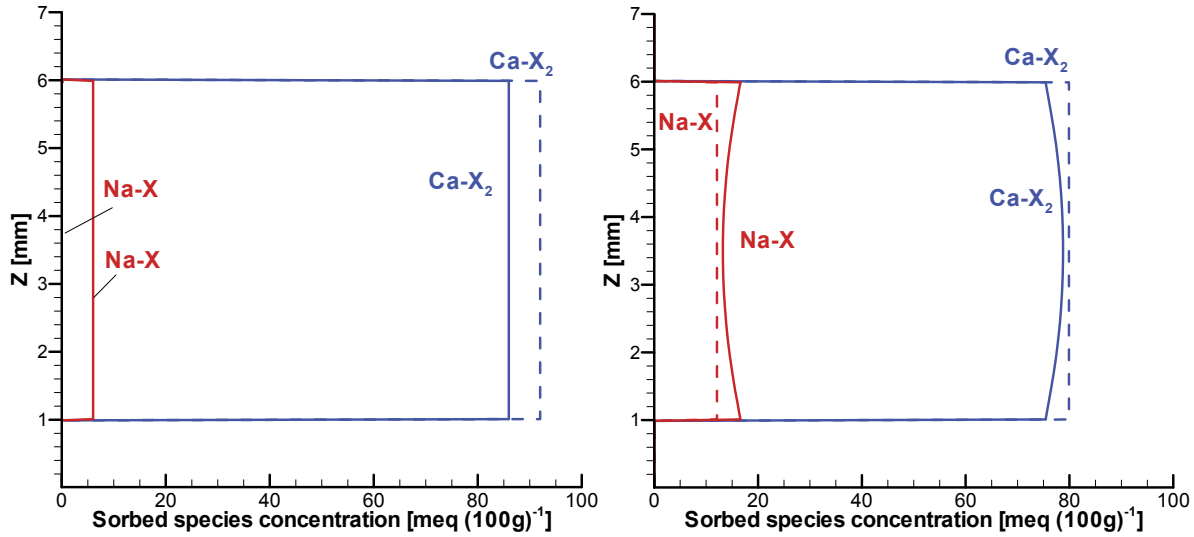 7
6
5
4
3
2
1
0
20
40
60
80
100
Z [mm]
Sorbed species concentration [meq (100g)⁻¹]
Ca-X₂
Ca-X₂
Na-X
Na-X
7
6
5
4
3
2
1
0
20
40
60
80
100
Z [mm]
Sorbed species concentration [meq (100g)⁻¹]
Ca-X₂
Na-X
Ca-X₂
Na-X